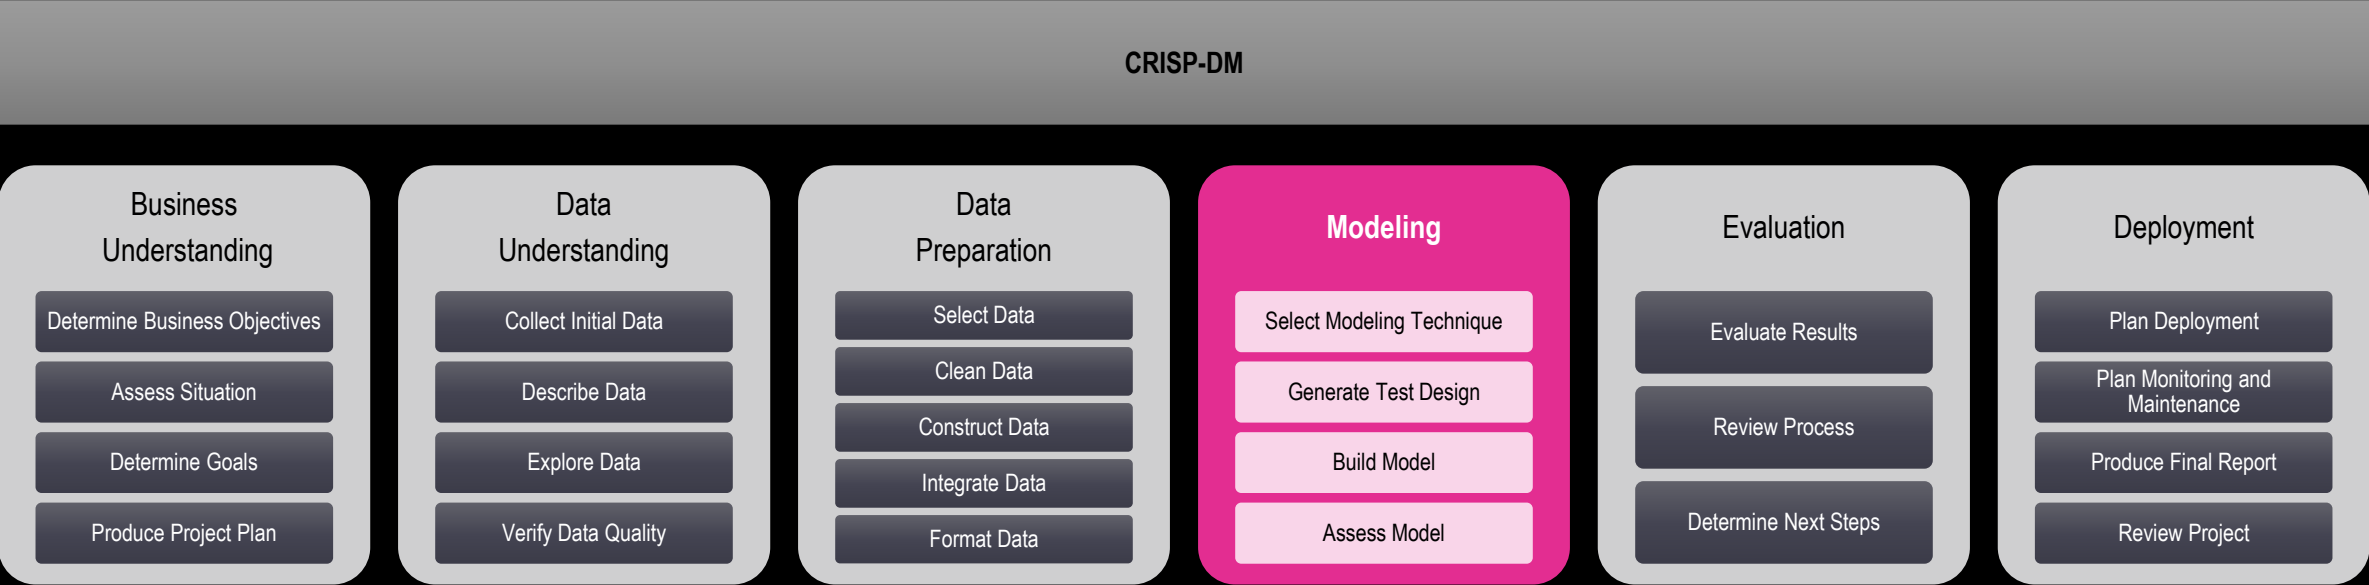 CRISP-DM
Business
Understanding
Determine Business Objectives
Assess Situation
Determine Goals
Produce Project Plan
Data
Understanding
Collect Initial Data
Describe Data
Explore Data
Verify Data Quality
Data
Preparation
Select Data
Clean Data
Construct Data
Integrate Data
Format Data
Modeling
Select Modeling Technique
Generate Test Design
Build Model
Assess Model
Evaluation
Evaluate Results
Review Process
Determine Next Steps
Deployment
Plan Deployment
Plan Monitoring and
Maintenance
Produce Final Report
Review Project